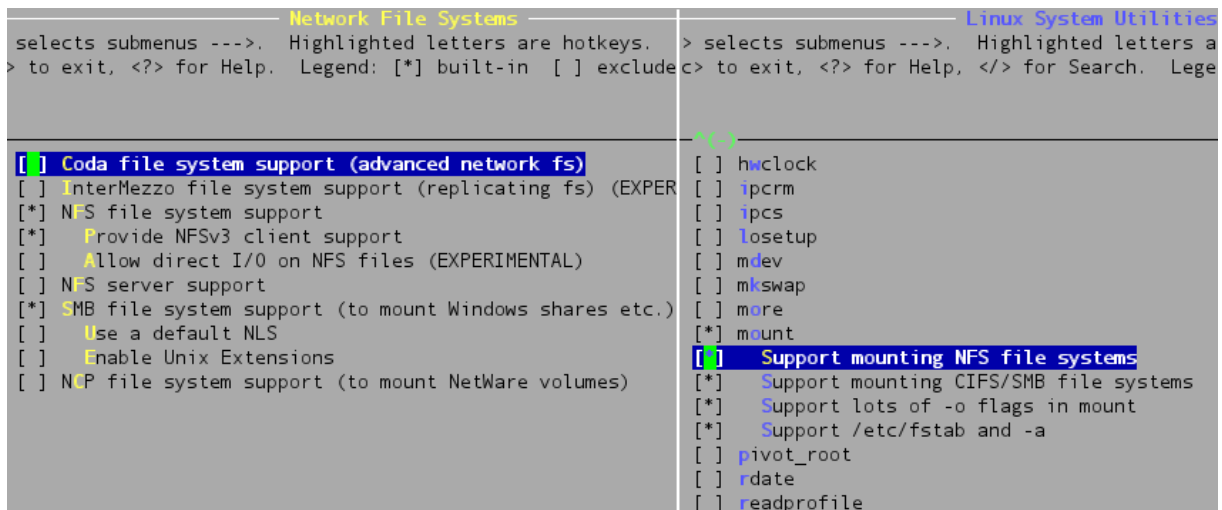 Network File Systems
selects submenus --->.  Highlighted letters are hotkeys.
> to exit, <?> for Help.  Legend: [*] built-in  [ ] exclude
[ ] Coda file system support (advanced network fs)
[ ] InterMezzo file system support (replicating fs) (EXPER
[*] NFS file system support
[*]   Provide NFSv3 client support
[ ]   Allow direct I/O on NFS files (EXPERIMENTAL)
[ ] NFS server support
[*] SMB file system support (to mount Windows shares etc.)
[ ]   Use a default NLS
[ ]   Enable Unix Extensions
[ ] NCP file system support (to mount NetWare volumes)
Linux System Utilities
> selects submenus --->.  Highlighted letters a
c> to exit, <?> for Help, </> for Search.  Lege
^(-)
[ ] hwclock
[ ] ipcrm
[ ] ipcs
[ ] losetup
[ ] mdev
[ ] mkswap
[ ] more
[*] mount
[*]   Support mounting NFS file systems
[*]   Support mounting CIFS/SMB file systems
[*]   Support lots of -o flags in mount
[*]   Support /etc/fstab and -a
[ ] pivot_root
[ ] rdate
[ ] readprofile